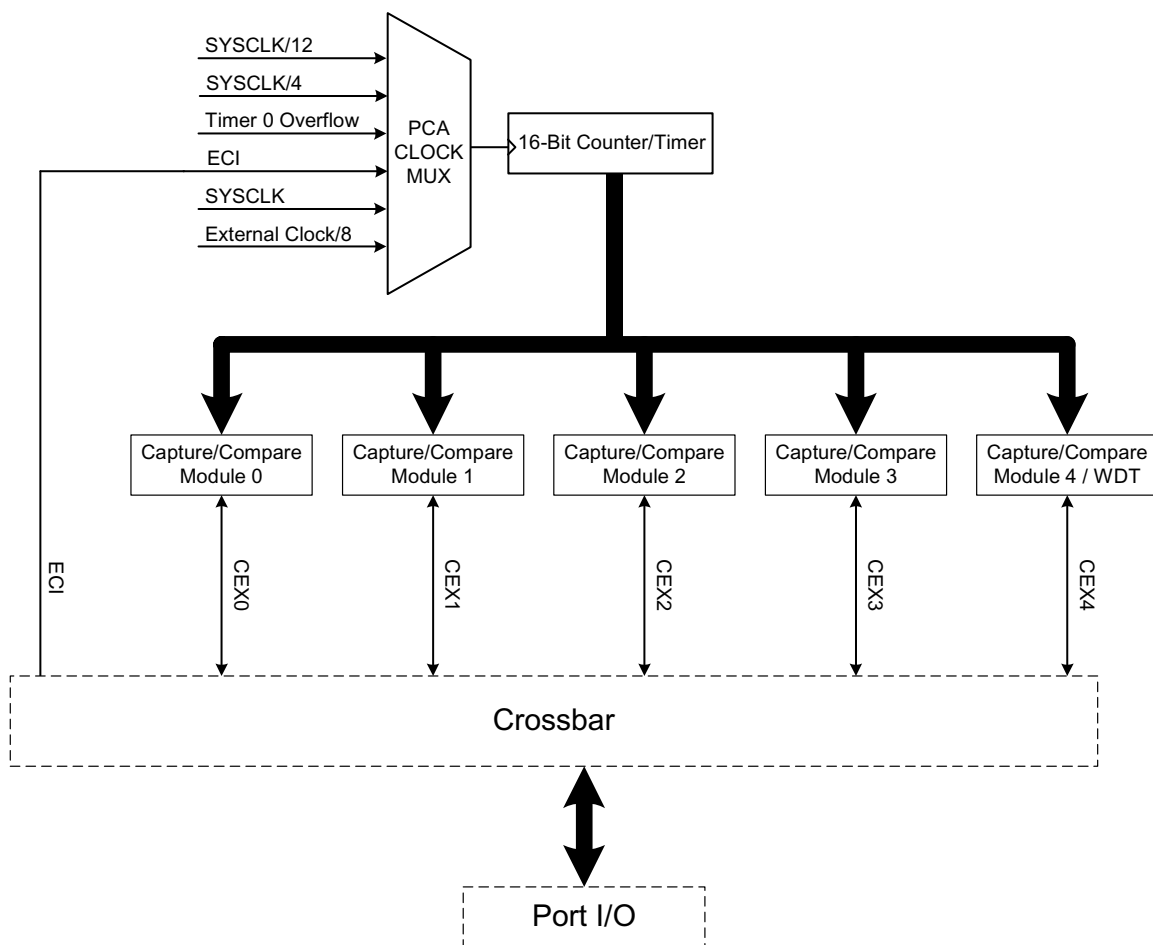 SYSCLK/12
SYSCLK/4
Timer 0 Overflow
ECI
SYSCLK
External Clock/8
PCA
CLOCK
MUX
16-Bit Counter/Timer
Capture/Compare
Module 0
Capture/Compare
Module 1
Capture/Compare
Module 2
Capture/Compare
Module 3
Capture/Compare
Module 4 / WDT
ECI
CEX0
CEX1
CEX2
CEX3
CEX4
Crossbar
Port I/O